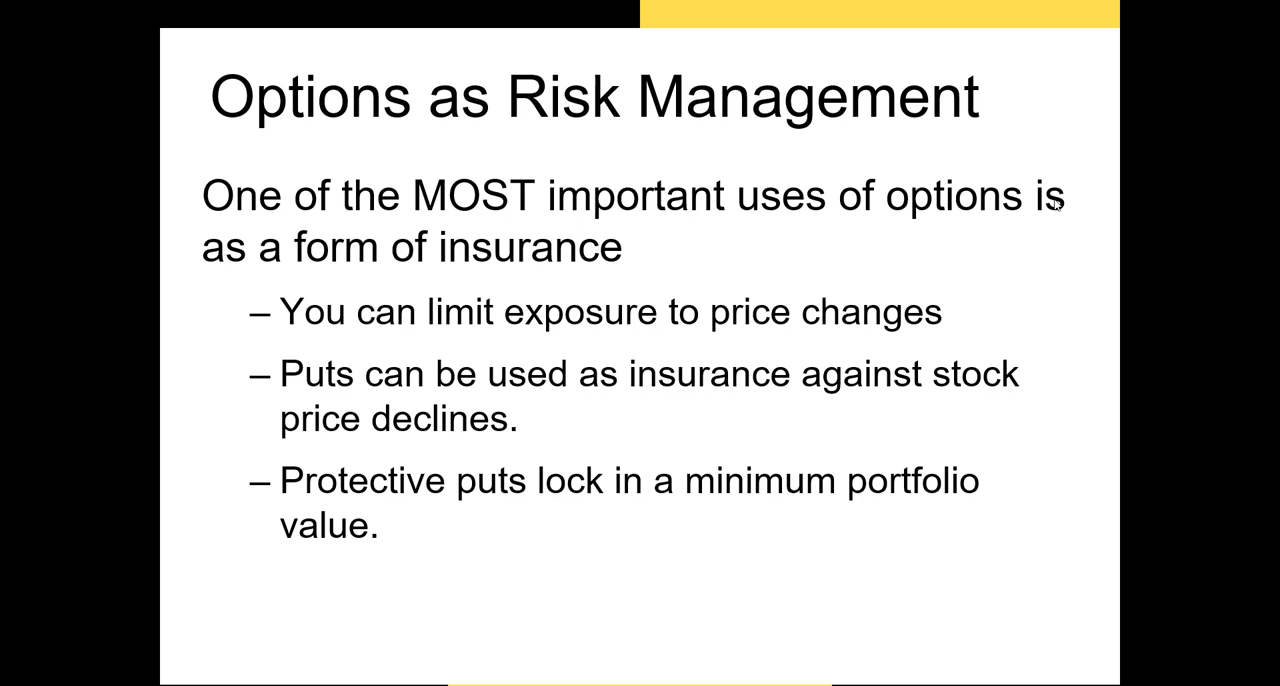 Options as Risk Management
One of the MOST important uses of options is
as a form of insurance
– You can limit exposure to price changes
– Puts can be used as insurance against stock
price declines.
– Protective puts lock in a minimum portfolio
value.